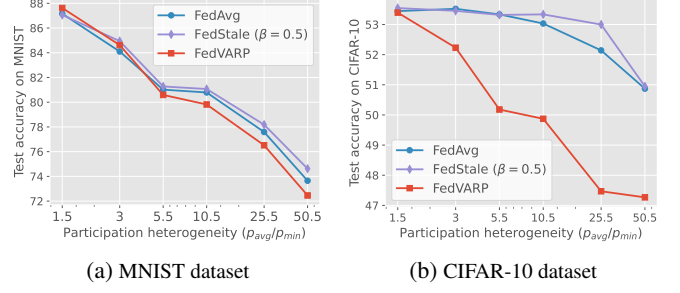 88
86
84
82
80
78
76
74
72
Test accuracy on MNIST
FedAvg
FedStale (β = 0.5)
FedVARP
1.5 3 5.5 10.5 25.5 50.5
Participation heterogeneity (pavg/pmin)
(a) MNIST dataset
53
52
51
50
49
48
47
Test accuracy on CIFAR-10
FedAvg
FedStale (β = 0.5)
FedVARP
1.5 3 5.5 10.5 25.5 50.5
Participation heterogeneity (pavg/pmin)
(b) CIFAR-10 dataset